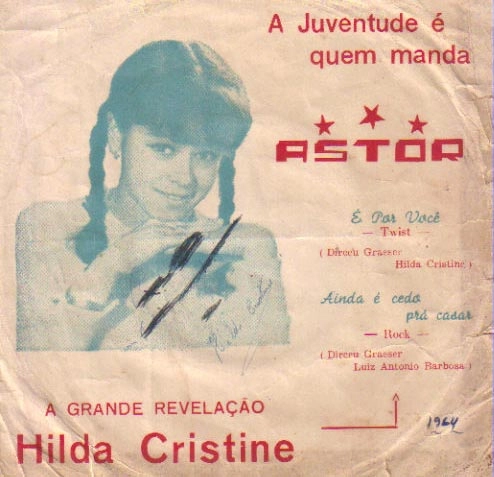 A Juventude é
quem manda
ASTOR
É Por Você
— Twist —
( Dirceu Graeser
Hilda Cristine )
Ainda é cedo
prá casar
— Rock —
( Dirceu Graeser
Luiz Antonio Barbosa )
A GRANDE REVELAÇÃO
Hilda Cristine
1964